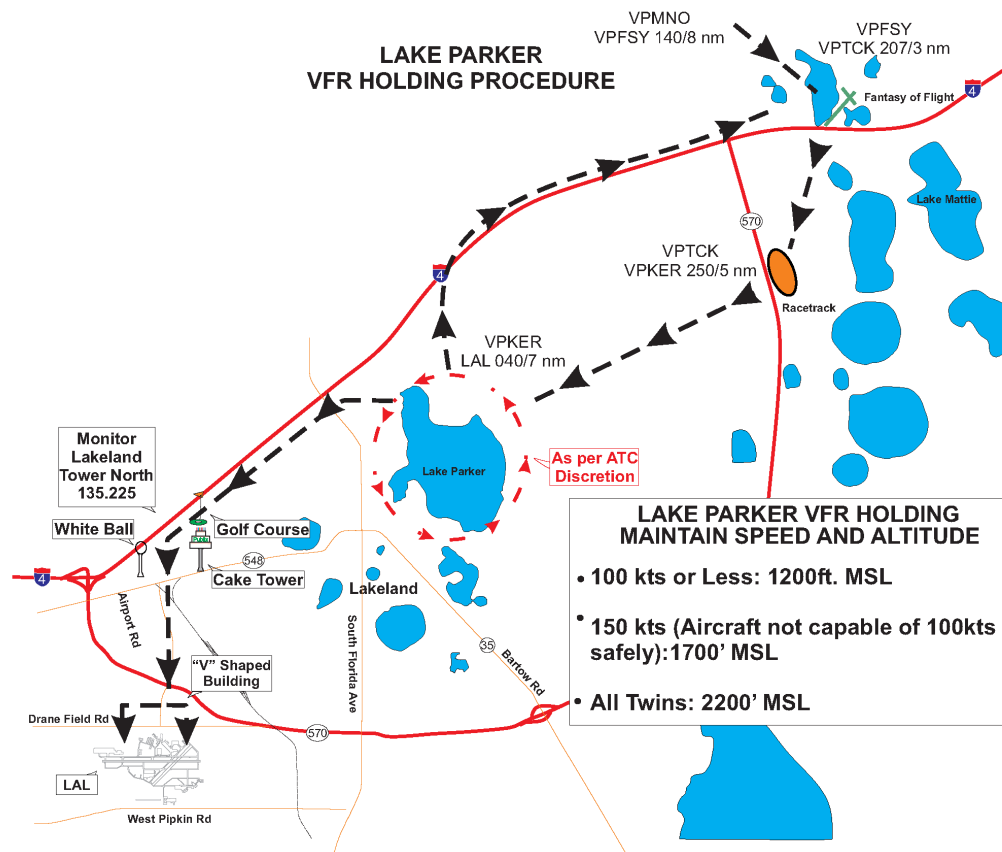 LAKE PARKER
VFR HOLDING PROCEDURE
VPMNO
VPFSY 140/8 nm
VPFSY
VPTCK 207/3 nm
Fantasy of Flight
4
Lake Mattie
570
VPTCK
VPKER 250/5 nm
4
Racetrack
VPKER
LAL 040/7 nm
Monitor
Lakeland
Tower North
135.225
Lake Parker
As per ATC
Discretion
White Ball
Golf Course
Cake Tower
548
4
Lakeland
Airport Rd
South Florida Ave
35
Bartow Rd
"V" Shaped
Building
Drane Field Rd
570
LAL
West Pipkin Rd
LAKE PARKER VFR HOLDING
MAINTAIN SPEED AND ALTITUDE
• 100 kts or Less: 1200ft. MSL
• 150 kts (Aircraft not capable of 100kts
safely):1700' MSL
• All Twins: 2200' MSL